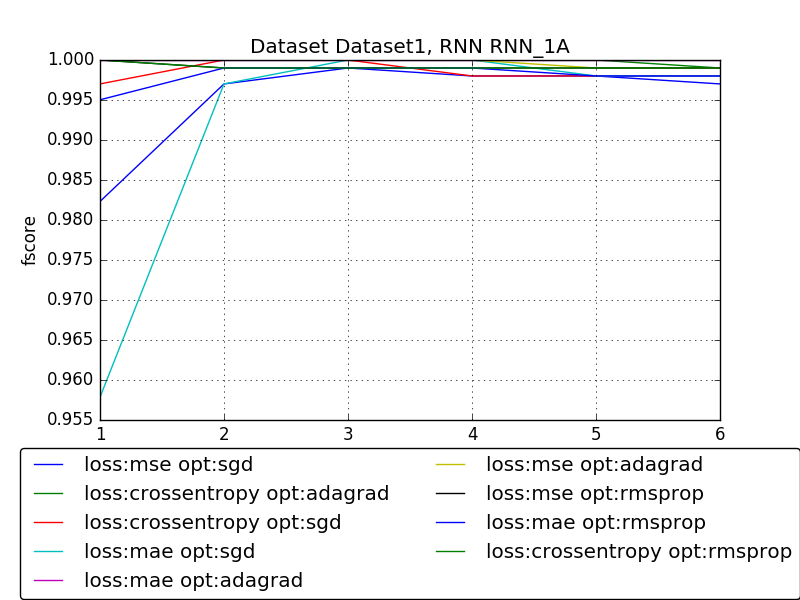 Dataset Dataset1, RNN RNN_1A
1.000
0.995
0.990
0.985
0.980
0.975
0.970
0.965
0.960
0.955
fscore
1 2 3 4 5 6
loss:mse opt:sgd
loss:crossentropy opt:adagrad
loss:crossentropy opt:sgd
loss:mae opt:sgd
loss:mae opt:adagrad
loss:mse opt:adagrad
loss:mse opt:rmsprop
loss:mae opt:rmsprop
loss:crossentropy opt:rmsprop